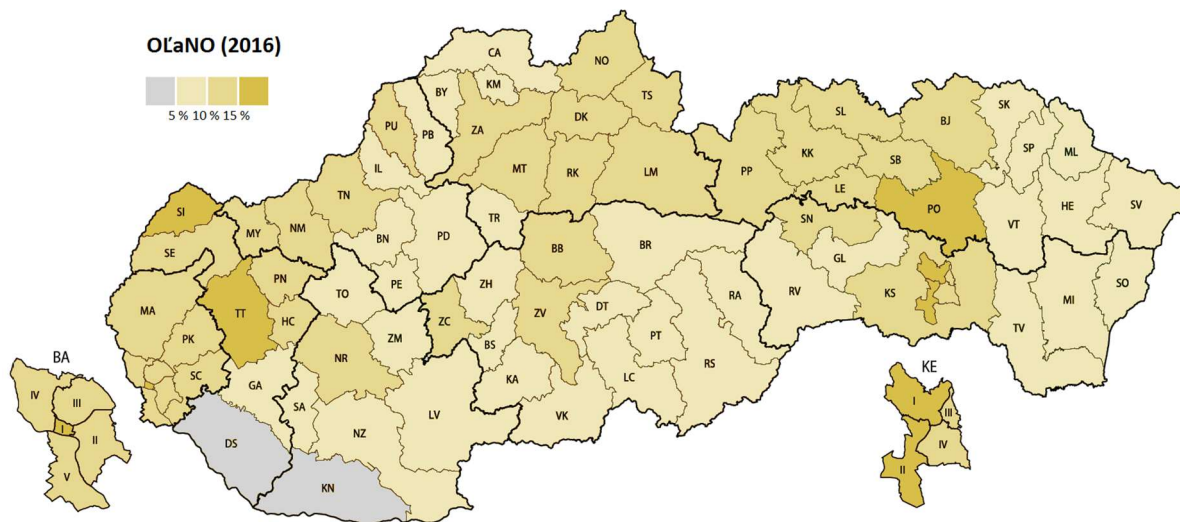 OĽaNO (2016)
5 % 10 % 15 %
CA
NO
KM
BY
TS
PU
PB
ZA
DK
IL
MT
RK
LM
TN
SL
BJ
SK
SP
ML
KK
SB
PP
LE
PO
VT
HE
SV
SI
MY
NM
SE
BN
PD
TR
BB
BR
SN
GL
RV
KS
MI
SO
TV
PN
TO
PE
ZH
RA
MA
TT
HC
ZM
ZC
ZV
DT
PT
PK
BS
NR
SC
GA
KA
LC
RS
SA
LV
VK
NZ
DS
KN
BA
IV
III
I
II
V
KE
I
III
IV
II